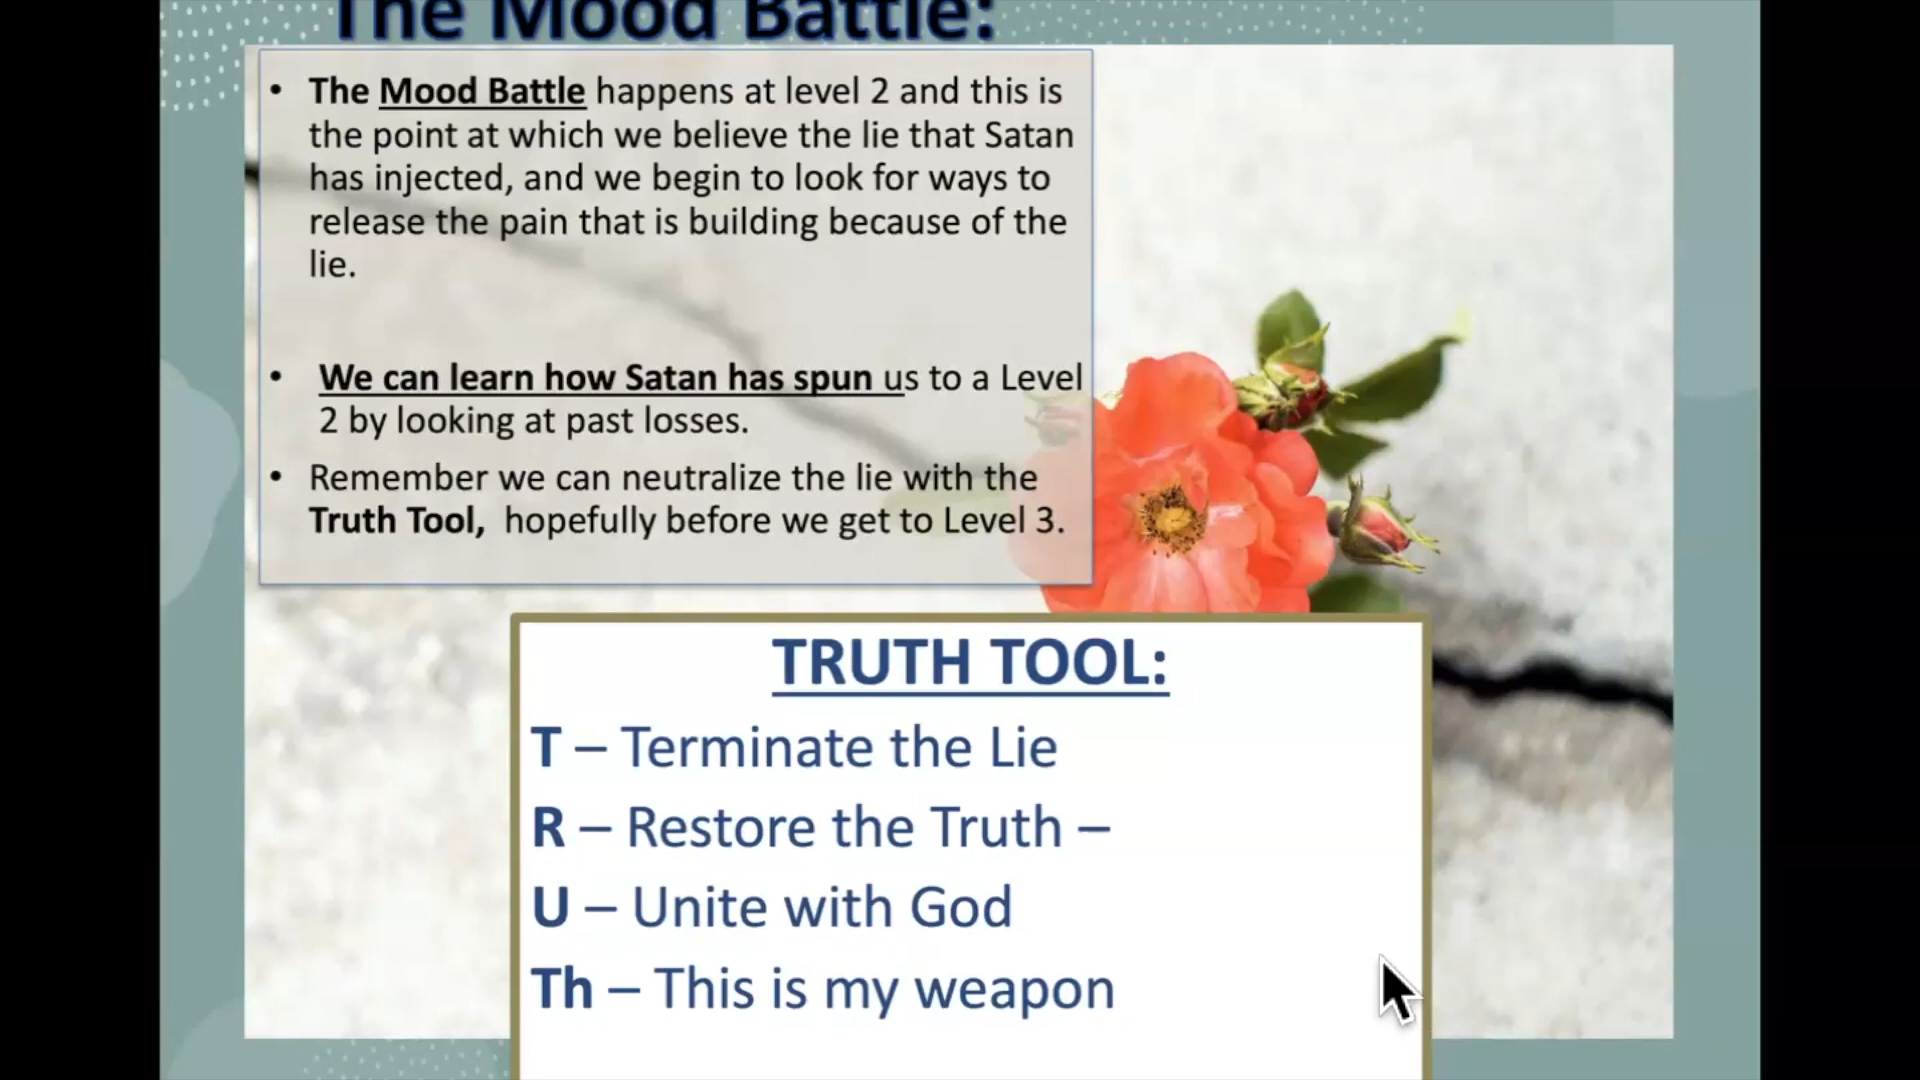 The Mood Battle:
• The Mood Battle happens at level 2 and this is
the point at which we believe the lie that Satan
has injected, and we begin to look for ways to
release the pain that is building because of the
lie.
• We can learn how Satan has spun us to a Level
2 by looking at past losses.
• Remember we can neutralize the lie with the
Truth Tool, hopefully before we get to Level 3.
TRUTH TOOL:
T – Terminate the Lie
R – Restore the Truth –
U – Unite with God
Th – This is my weapon